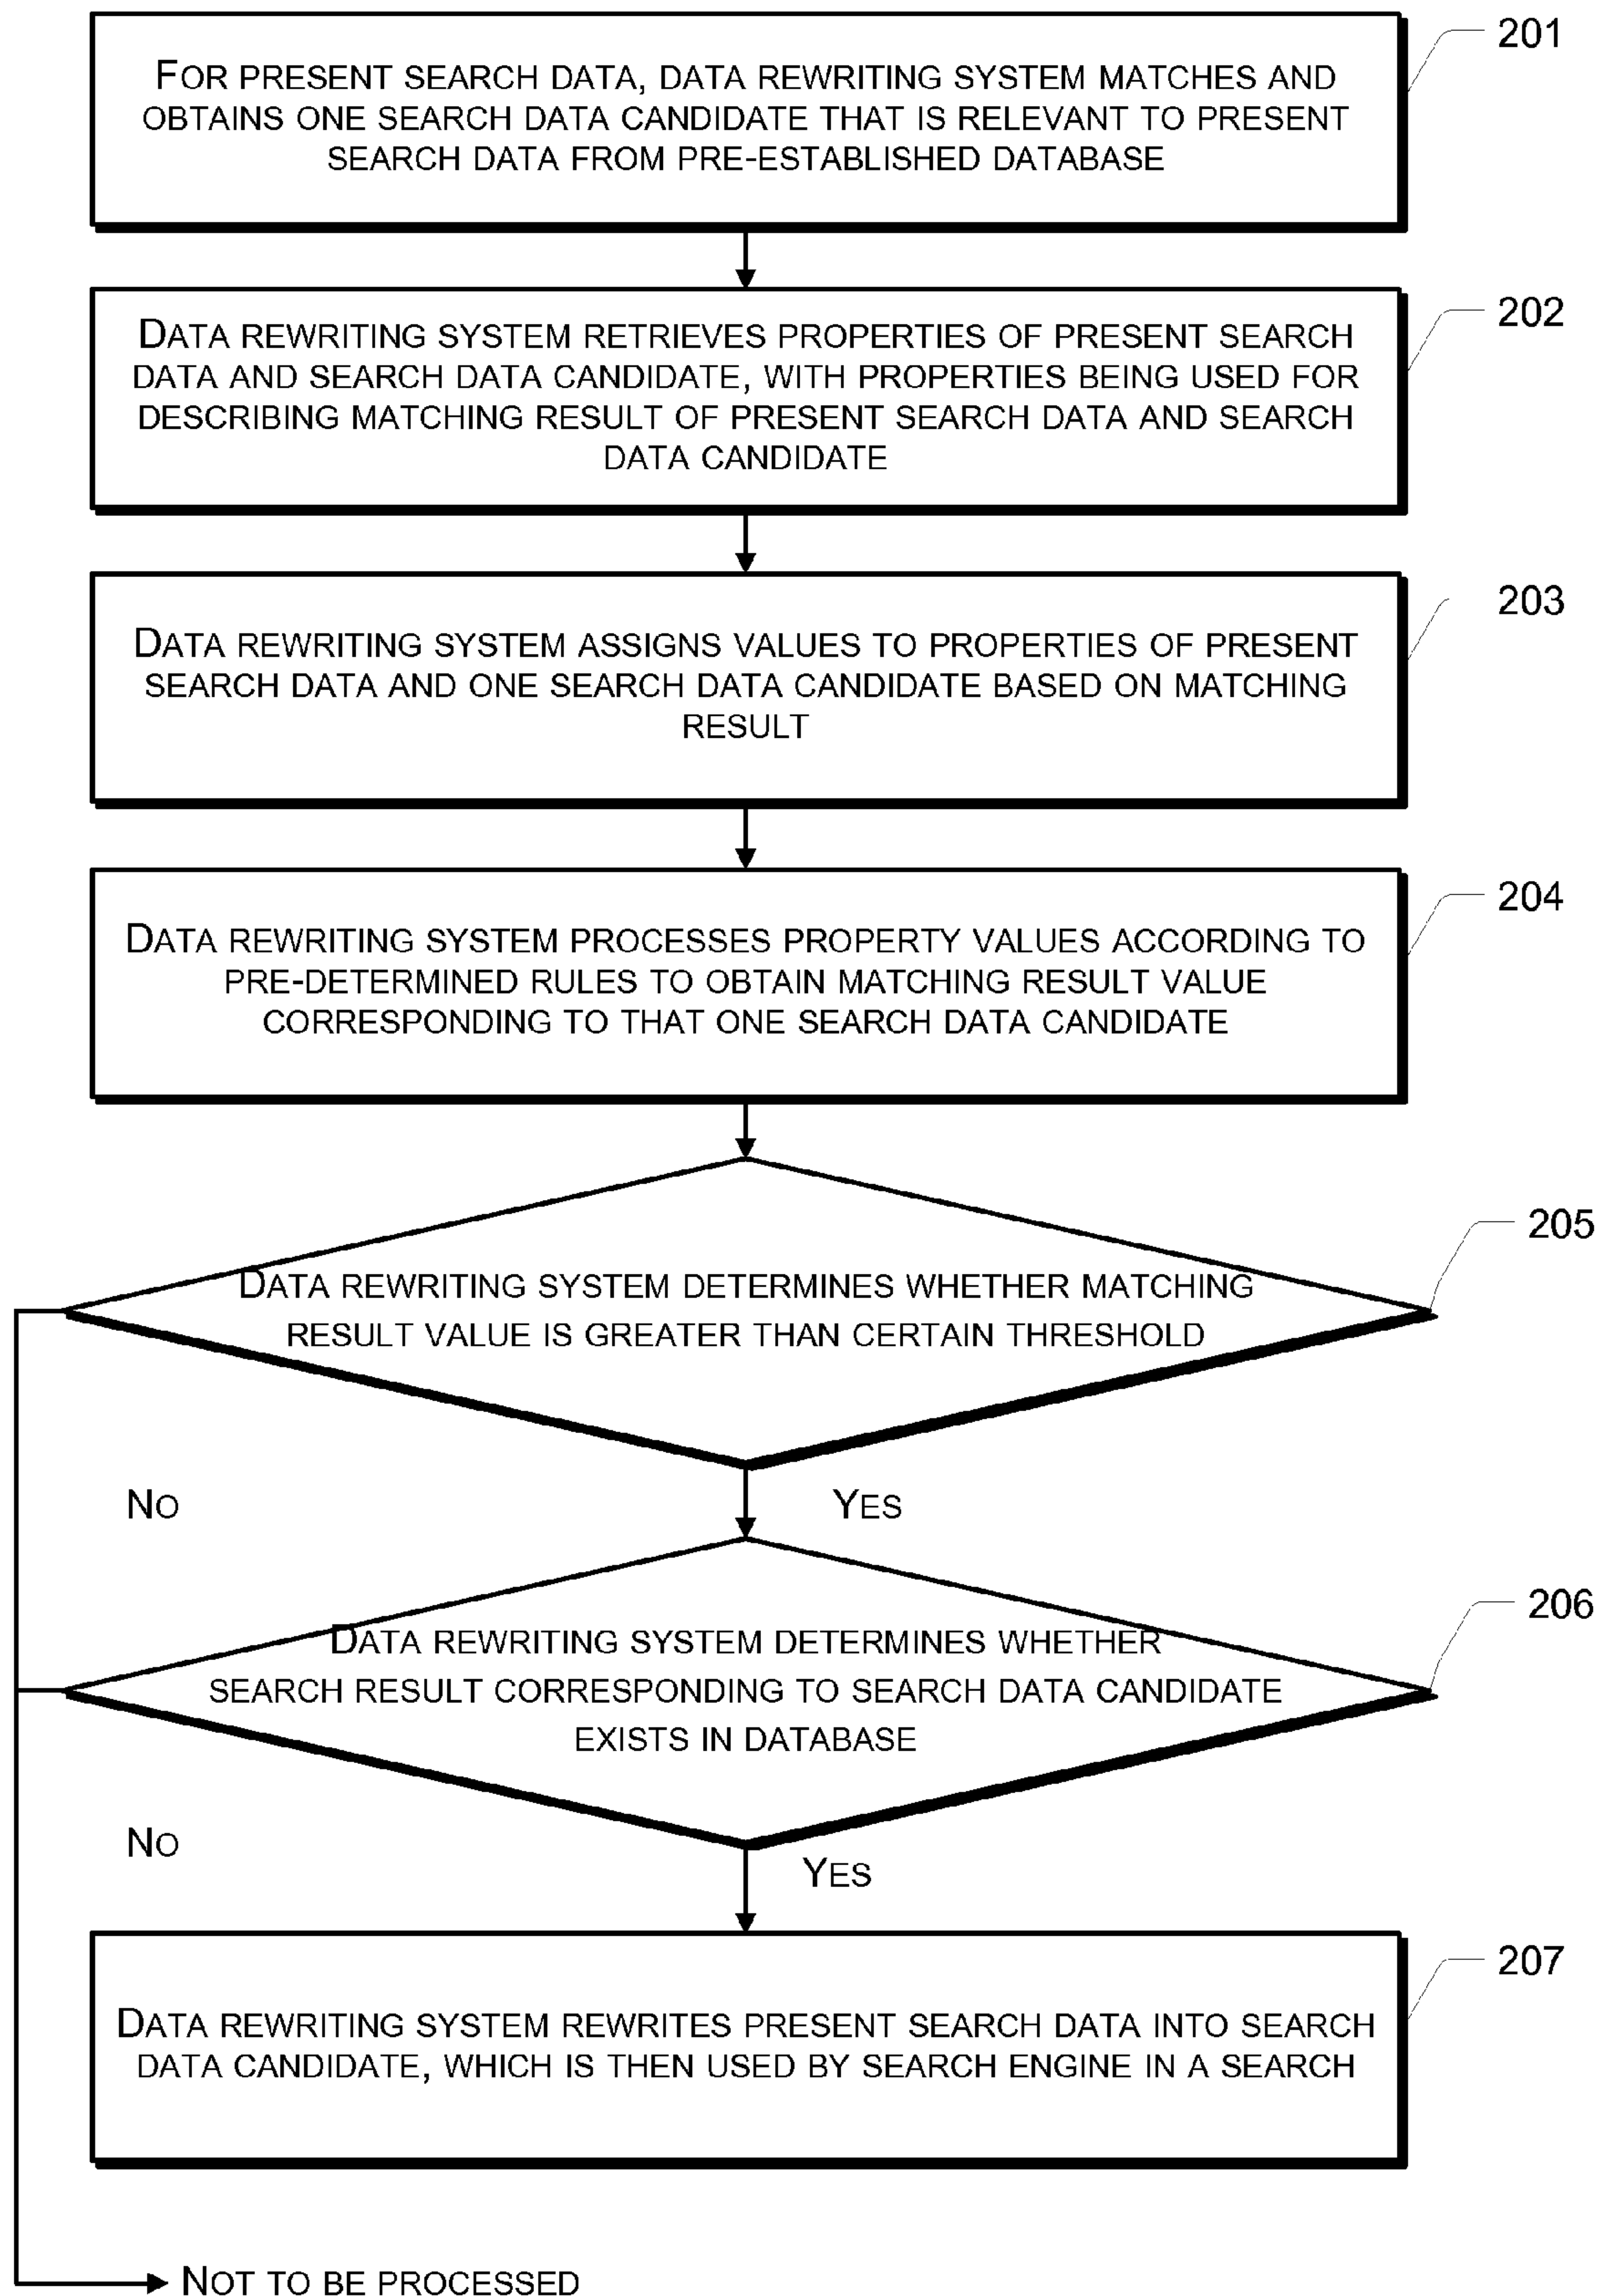 201
FOR PRESENT SEARCH DATA, DATA REWRITING SYSTEM MATCHES AND
OBTAINS ONE SEARCH DATA CANDIDATE THAT IS RELEVANT TO PRESENT
SEARCH DATA FROM PRE-ESTABLISHED DATABASE
202
DATA REWRITING SYSTEM RETRIEVES PROPERTIES OF PRESENT SEARCH
DATA AND SEARCH DATA CANDIDATE, WITH PROPERTIES BEING USED FOR
DESCRIBING MATCHING RESULT OF PRESENT SEARCH DATA AND SEARCH
DATA CANDIDATE
203
DATA REWRITING SYSTEM ASSIGNS VALUES TO PROPERTIES OF PRESENT
SEARCH DATA AND ONE SEARCH DATA CANDIDATE BASED ON MATCHING
RESULT
204
DATA REWRITING SYSTEM PROCESSES PROPERTY VALUES ACCORDING TO
PRE-DETERMINED RULES TO OBTAIN MATCHING RESULT VALUE
CORRESPONDING TO THAT ONE SEARCH DATA CANDIDATE
205
DATA REWRITING SYSTEM DETERMINES WHETHER MATCHING
RESULT VALUE IS GREATER THAN CERTAIN THRESHOLD
NO
YES
206
DATA REWRITING SYSTEM DETERMINES WHETHER
SEARCH RESULT CORRESPONDING TO SEARCH DATA CANDIDATE
EXISTS IN DATABASE
NO
YES
207
DATA REWRITING SYSTEM REWRITES PRESENT SEARCH DATA INTO SEARCH
DATA CANDIDATE, WHICH IS THEN USED BY SEARCH ENGINE IN A SEARCH
NOT TO BE PROCESSED